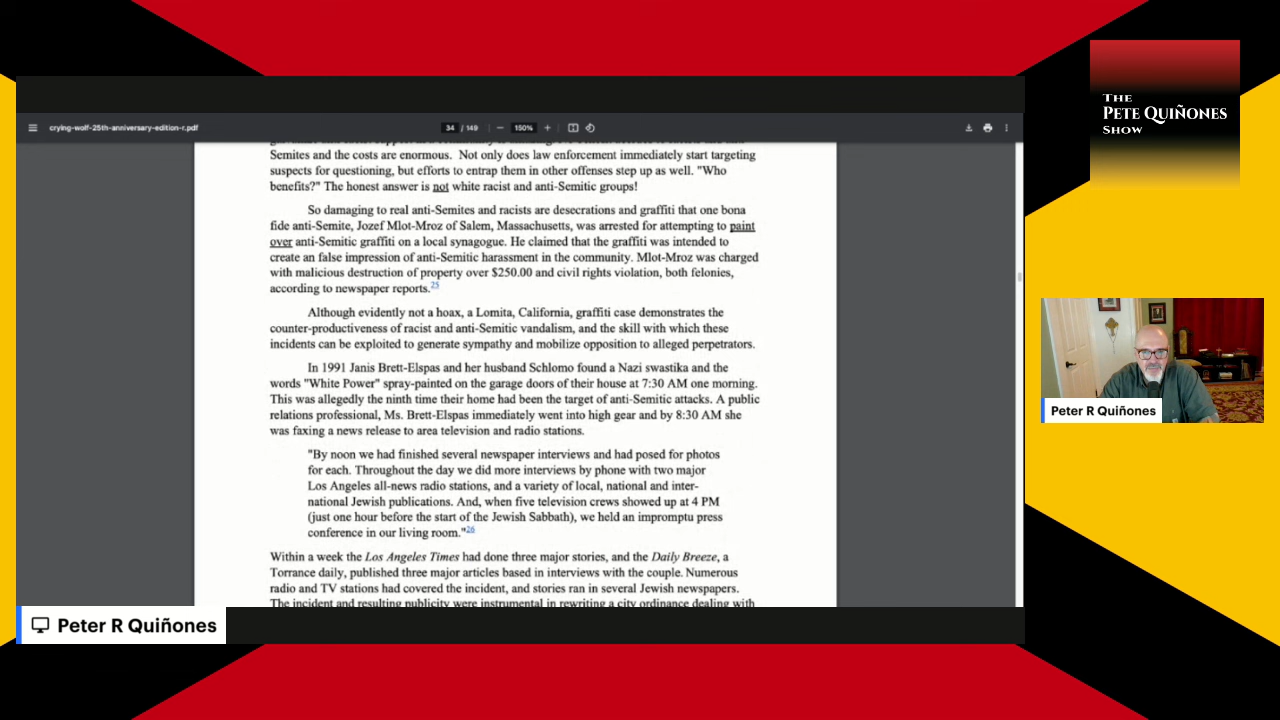 THE
PETE QUIÑONES
SHOW
crying-wolf-25th-anniversary-edition-r.pdf
34 / 149
150%
Semites and the costs are enormous. Not only does law enforcement immediately start targeting
suspects for questioning, but efforts to entrap them in other offenses step up as well. "Who
benefits?" The honest answer is not white racist and anti-Semitic groups!
So damaging to real anti-Semites and racists are desecrations and graffiti that one bona
fide anti-Semite, Jozef Mlot-Mroz of Salem, Massachusetts, was arrested for attempting to paint
over anti-Semitic graffiti on a local synagogue. He claimed that the graffiti was intended to
create an false impression of anti-Semitic harassment in the community. Mlot-Mroz was charged
with malicious destruction of property over $250.00 and civil rights violation, both felonies,
according to newspaper reports.25
Although evidently not a hoax, a Lomita, California, graffiti case demonstrates the
counter-productiveness of racist and anti-Semitic vandalism, and the skill with which these
incidents can be exploited to generate sympathy and mobilize opposition to alleged perpetrators.
In 1991 Janis Brett-Elspas and her husband Schlomo found a Nazi swastika and the
words "White Power" spray-painted on the garage doors of their house at 7:30 AM one morning.
This was allegedly the ninth time their home had been the target of anti-Semitic attacks. A public
relations professional, Ms. Brett-Elspas immediately went into high gear and by 8:30 AM she
was faxing a news release to area television and radio stations.
"By noon we had finished several newspaper interviews and had posed for photos
for each. Throughout the day we did more interviews by phone with two major
Los Angeles all-news radio stations, and a variety of local, national and inter-
national Jewish publications. And, when five television crews showed up at 4 PM
(just one hour before the start of the Jewish Sabbath), we held an impromptu press
conference in our living room."26
Within a week the Los Angeles Times had done three major stories, and the Daily Breeze, a
Torrance daily, published three major articles based in interviews with the couple. Numerous
radio and TV stations had covered the incident, and stories ran in several Jewish newspapers.
The incident and resulting publicity were instrumental in rewriting a city ordinance dealing with
Peter R Quiñones
Peter R Quiñones